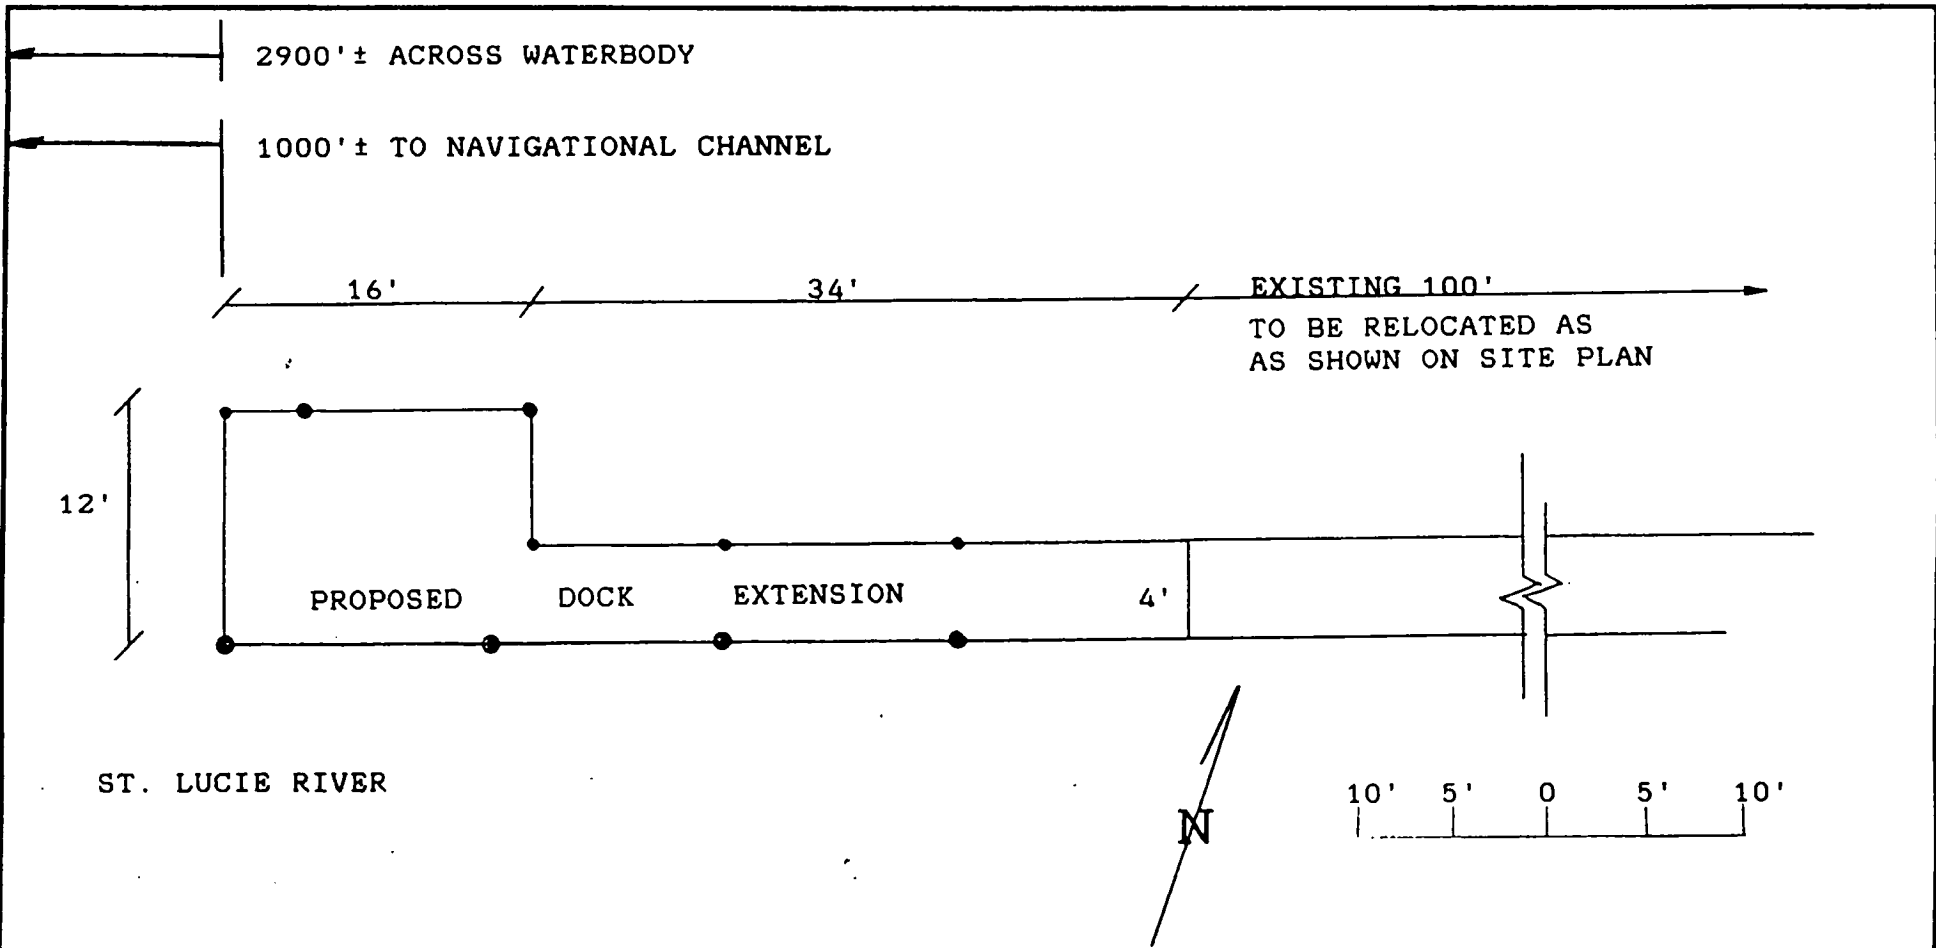 2900'± ACROSS WATERBODY
1000'± TO NAVIGATIONAL CHANNEL
16' 34' EXISTING 100'
TO BE RELOCATED AS
AS SHOWN ON SITE PLAN
12'
PROPOSED DOCK EXTENSION 4'
ST. LUCIE RIVER
N
10' 5' 0 5' 10'